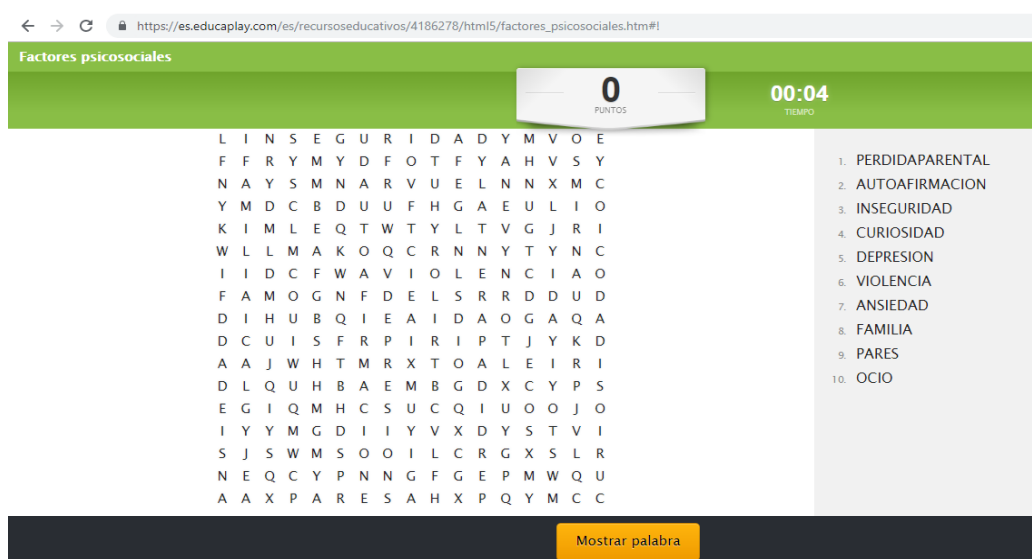 https://es.educaplay.com/es/recursoseducativos/4186278/html5/factores_psicosociales.htm#!
Factores psicosociales
0
PUNTOS
00:04
TIEMPO
L I N S E G U R I D A D Y M V O E
F F R Y M Y D F O T F Y A H V S Y
N A Y S M N A R V U E L N N X M C
Y M D C B D U U F H G A E U L I O
K I M L E Q T W T Y L T V G J R I
W L L M A K O Q C R N N Y T Y N C
I I D C F W A V I O L E N C I A O
F A M O G N F D E L S R R D D U D
D I H U B Q I E A I D A O G A Q A
D C U I S F R P I R I P T J Y K D
A A J W H T M R X T O A L E I R I
D L Q U H B A E M B G D X C Y P S
E G I Q M H C S U C Q I U O O J O
I Y Y M G D I I Y V X D Y S T V I
S J S W M S O O I L C R G X S L R
N E Q C Y P N N G F G E P M W Q U
A A X P A R E S A H X P Q Y M C C
1. PERDIDAPARENTAL
2. AUTOAFIRMACION
3. INSEGURIDAD
4. CURIOSIDAD
5. DEPRESION
6. VIOLENCIA
7. ANSIEDAD
8. FAMILIA
9. PARES
10. OCIO
Mostrar palabra